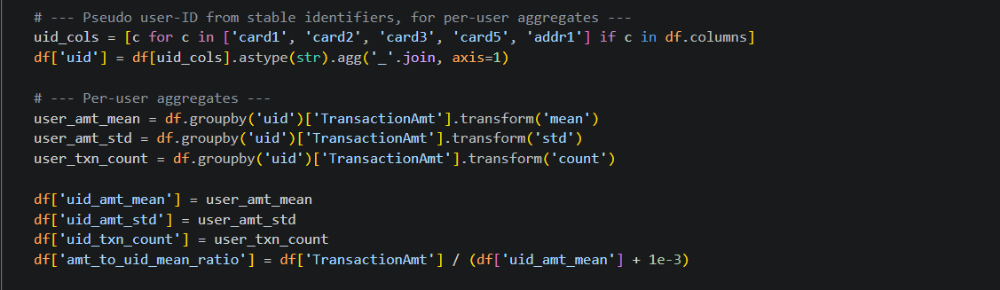 # --- Pseudo user-ID from stable identifiers, for per-user aggregates ---
uid_cols = [c for c in ['card1', 'card2', 'card3', 'card5', 'addr1'] if c in df.columns]
df['uid'] = df[uid_cols].astype(str).agg('_'.join, axis=1)
# --- Per-user aggregates ---
user_amt_mean = df.groupby('uid')['TransactionAmt'].transform('mean')
user_amt_std = df.groupby('uid')['TransactionAmt'].transform('std')
user_txn_count = df.groupby('uid')['TransactionAmt'].transform('count')
df['uid_amt_mean'] = user_amt_mean
df['uid_amt_std'] = user_amt_std
df['uid_txn_count'] = user_txn_count
df['amt_to_uid_mean_ratio'] = df['TransactionAmt'] / (df['uid_amt_mean'] + 1e-3)